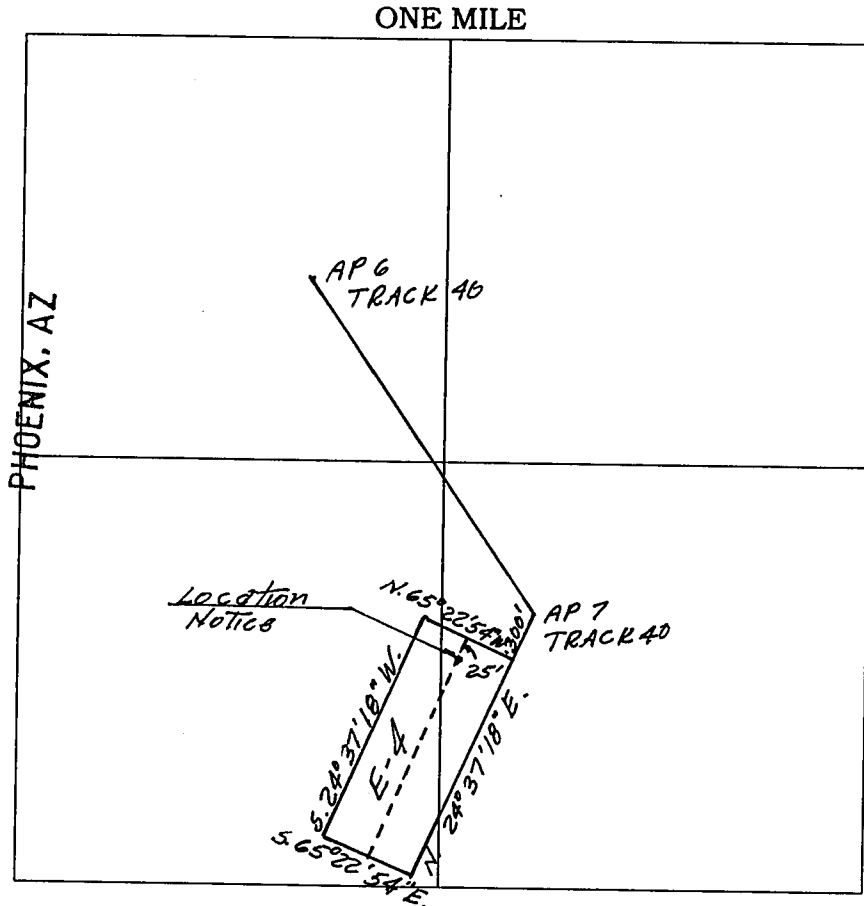 ONE MILE
PHOENIX, AZ
AP 6
TRACK 40
Location
Notice
N. 65° 22' 54" W.
300'
AP 7
TRACK 40
25'
S. 24° 37' 18" W.
E-4
N 24° 37' 18" E.
S. 65° 22' 54" E.